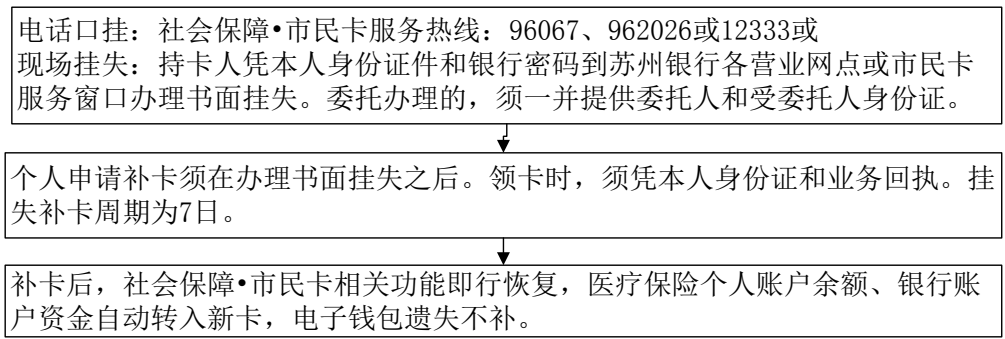 电话口挂：社会保障•市民卡服务热线：96067、962026或12333或
现场挂失：持卡人凭本人身份证件和银行密码到苏州银行各营业网点或市民卡
服务窗口办理书面挂失。委托办理的，须一并提供委托人和受委托人身份证。
个人申请补卡须在办理书面挂失之后。领卡时，须凭本人身份证和业务回执。挂
失补卡周期为7日。
补卡后，社会保障•市民卡相关功能即行恢复，医疗保险个人账户余额、银行账
户资金自动转入新卡，电子钱包遗失不补。